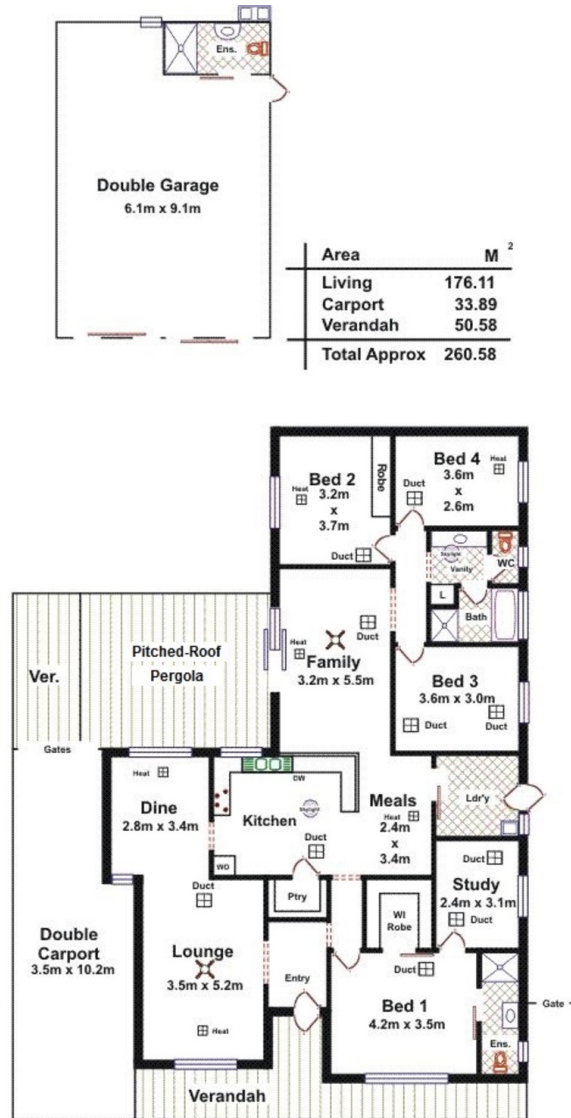 Ens.
Double Garage
6.1m x 9.1m
Area M 2
Living 176.11
Carport 33.89
Verandah 50.58
Total Approx 260.58
Bed 2
Heat
3.2m
x
3.7m
Duct
Robe
Bed 4
3.6m
x
2.6m
Heat
Duct
Skylight
Vanity
WC
L
Bath
Ver.
Pitched-Roof
Pergola
Duct
Heat
Family
3.2m x 5.5m
Bed 3
3.6m x 3.0m
Duct
Duct
Gates
Heat
Dine
2.8m x 3.4m
DW
Kitchen
Skylight
Duct
WO
Meals
Heat
2.4m
x
3.4m
Ldr'y
Ptry
Duct
Study
2.4m x 3.1m
Duct
WI
Robe
Double
Carport
3.5m x 10.2m
Duct
Lounge
3.5m x 5.2m
Heat
Entry
Duct
Bed 1
4.2m x 3.5m
Gate
Ens.
Verandah